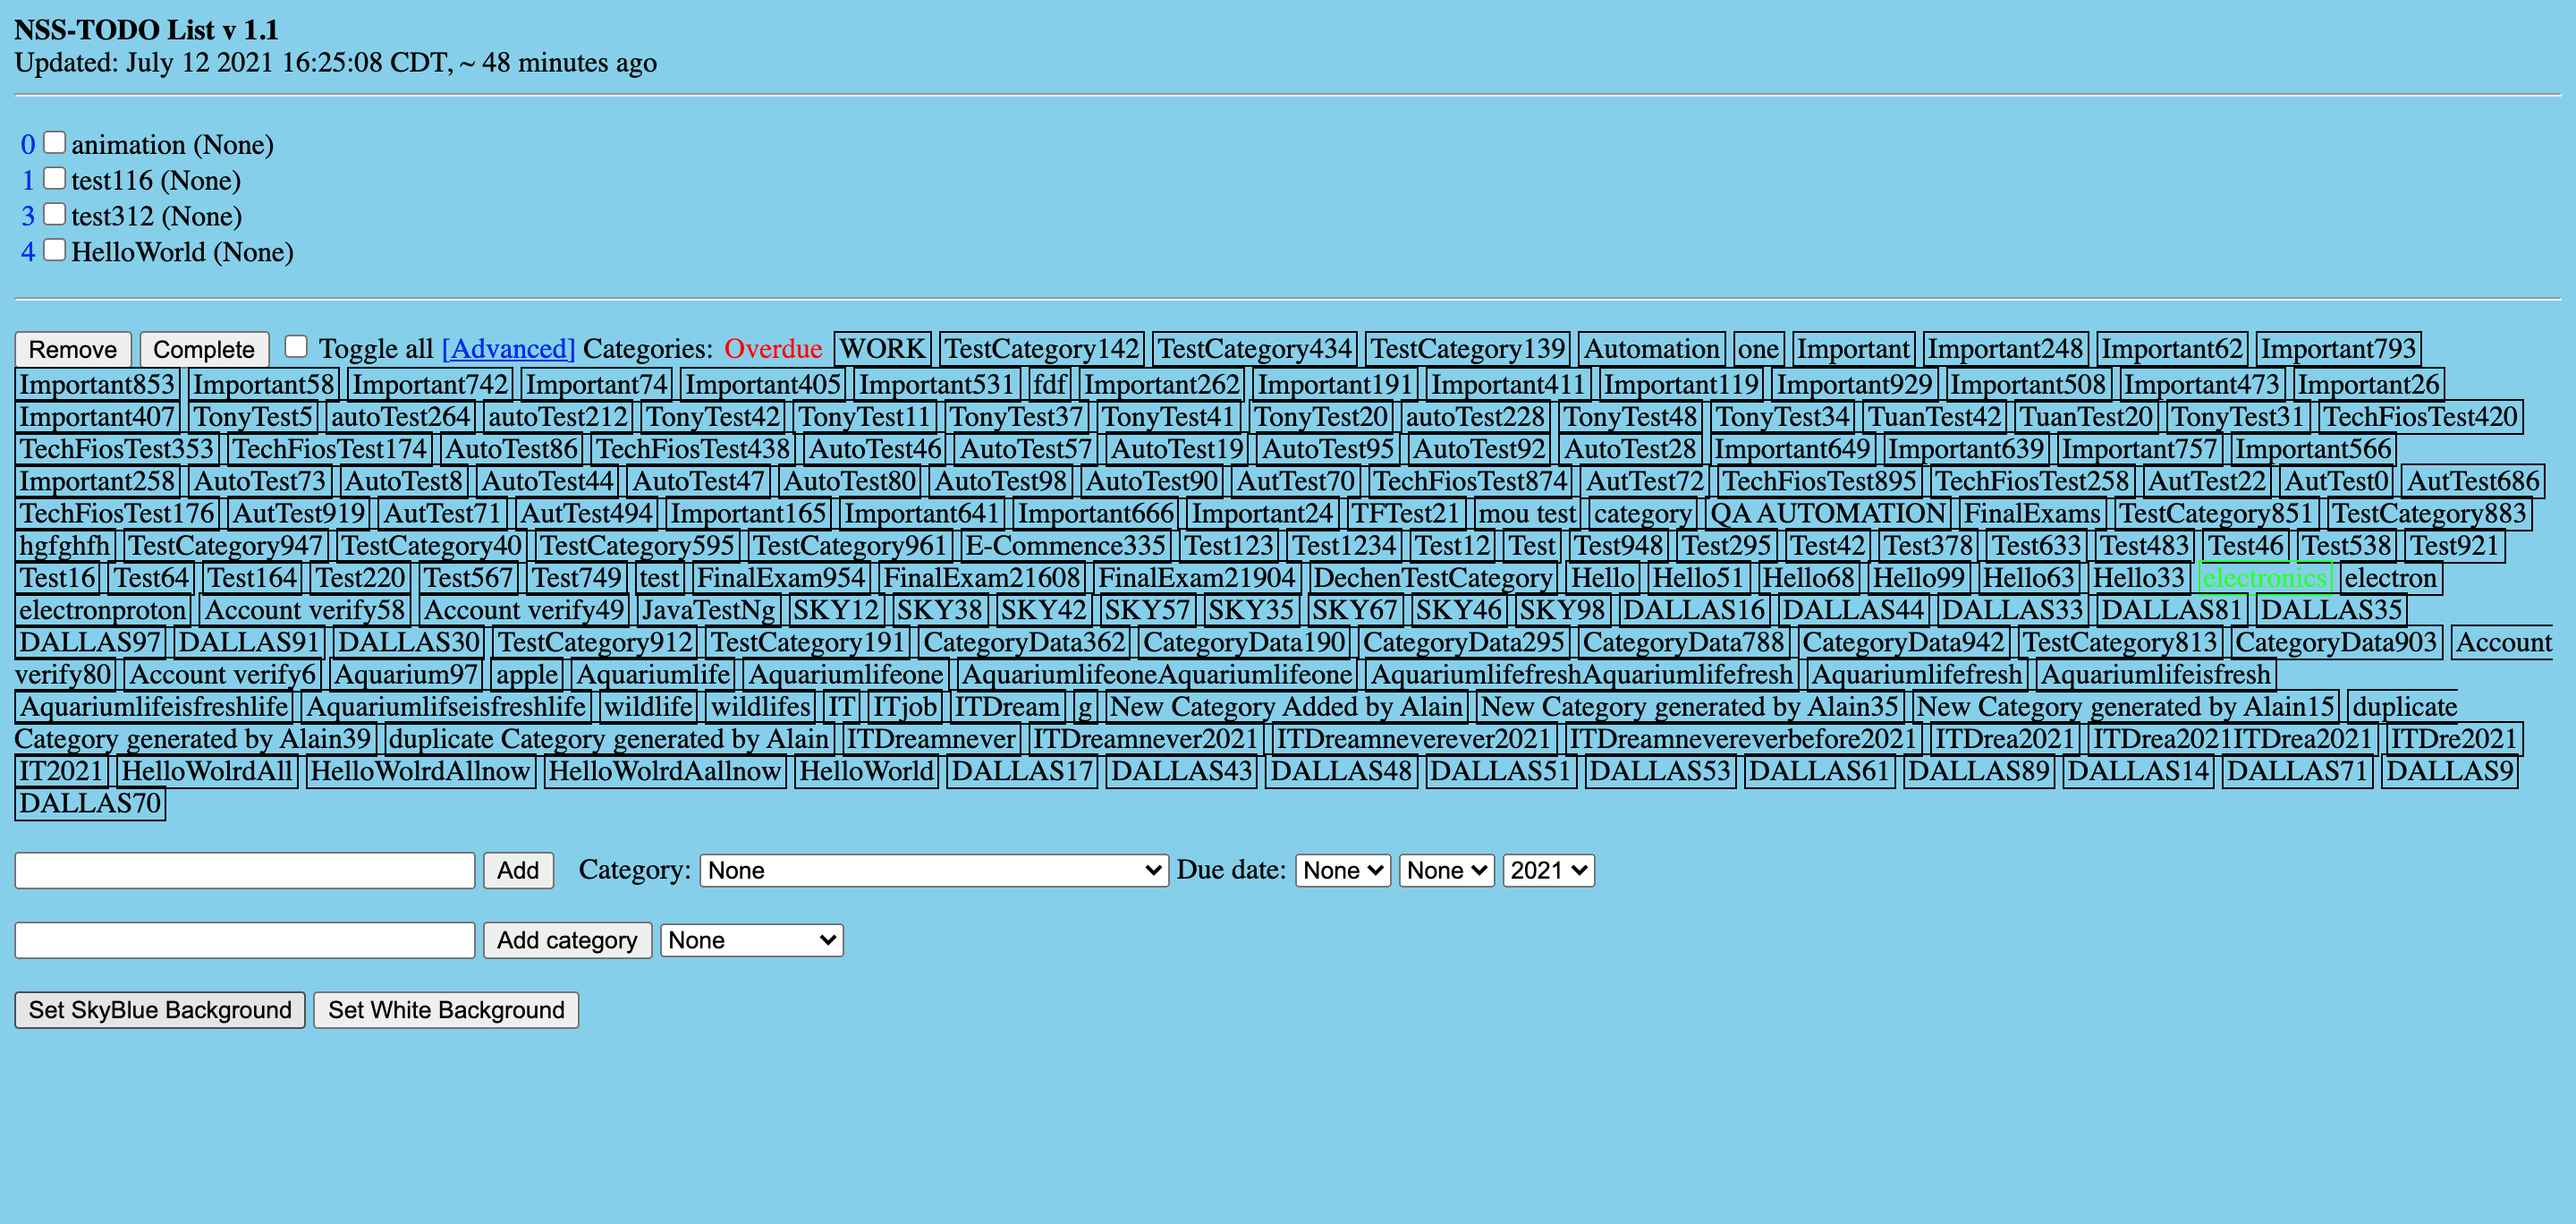 NSS-TODO List v 1.1
Updated: July 12 2021 16:25:08 CDT, ~ 48 minutes ago
0 animation (None)
1 test116 (None)
3 test312 (None)
4 HelloWorld (None)
Remove Complete Toggle all [Advanced] Categories: Overdue WORK TestCategory142 TestCategory434 TestCategory139 Automation one Important Important248 Important62 Important793
Important853 Important58 Important742 Important74 Important405 Important531 fdf Important262 Important191 Important411 Important119 Important929 Important508 Important473 Important26
Important407 TonyTest5 autoTest264 autoTest212 TonyTest42 TonyTest11 TonyTest37 TonyTest41 TonyTest20 autoTest228 TonyTest48 TonyTest34 TuanTest42 TuanTest20 TonyTest31 TechFiosTest420
TechFiosTest353 TechFiosTest174 AutoTest86 TechFiosTest438 AutoTest46 AutoTest57 AutoTest19 AutoTest95 AutoTest92 AutoTest28 Important649 Important639 Important757 Important566
Important258 AutoTest73 AutoTest8 AutoTest44 AutoTest47 AutoTest80 AutoTest98 AutoTest90 AutTest70 TechFiosTest874 AutTest72 TechFiosTest895 TechFiosTest258 AutTest22 AutTest0 AutTest686
TechFiosTest176 AutTest919 AutTest71 AutTest494 Important165 Important641 Important666 Important24 TFTest21 mou test category QA AUTOMATION FinalExams TestCategory851 TestCategory883
hgfghfh TestCategory947 TestCategory40 TestCategory595 TestCategory961 E-Commence335 Test123 Test1234 Test12 Test Test948 Test295 Test42 Test378 Test633 Test483 Test46 Test538 Test921
Test16 Test64 Test164 Test220 Test567 Test749 test FinalExam954 FinalExam21608 FinalExam21904 DechenTestCategory Hello Hello51 Hello68 Hello99 Hello63 Hello33 electronics electron
electronproton Account verify58 Account verify49 JavaTestNg SKY12 SKY38 SKY42 SKY57 SKY35 SKY67 SKY46 SKY98 DALLAS16 DALLAS44 DALLAS33 DALLAS81 DALLAS35
DALLAS97 DALLAS91 DALLAS30 TestCategory912 TestCategory191 CategoryData362 CategoryData190 CategoryData295 CategoryData788 CategoryData942 TestCategory813 CategoryData903 Account
verify80 Account verify6 Aquarium97 apple Aquariumlife Aquariumlifeone AquariumlifeoneAquariumlifeone AquariumlifefreshAquariumlifefresh Aquariumlifefresh Aquariumlifeisfresh
Aquariumlifeisfreshlife Aquariumlifseisfreshlife wildlife wildlifes IT ITjob ITDream g New Category Added by Alain New Category generated by Alain35 New Category generated by Alain15 duplicate
Category generated by Alain39 duplicate Category generated by Alain ITDreamnever ITDreamnever2021 ITDreamneverever2021 ITDreamnevereverbefore2021 ITDrea2021 ITDrea2021ITDrea2021 ITDre2021
IT2021 HelloWolrdAll HelloWolrdAllnow HelloWolrdAallnow HelloWorld DALLAS17 DALLAS43 DALLAS48 DALLAS51 DALLAS53 DALLAS61 DALLAS89 DALLAS14 DALLAS71 DALLAS9
DALLAS70
Add Category: None Due date: None None 2021
Add category None
Set SkyBlue Background Set White Background